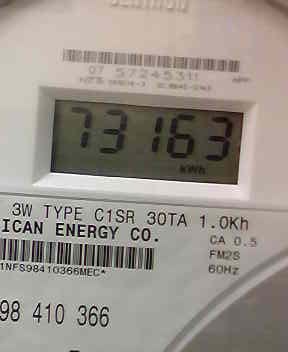 CENTRON
07 57245311
73163
kWh
3W TYPE C1SR 30TA 1.0Kh
ICAN ENERGY CO.
CA 0.5
FM2S
60Hz
1NFS98410366MEC*
98 410 366